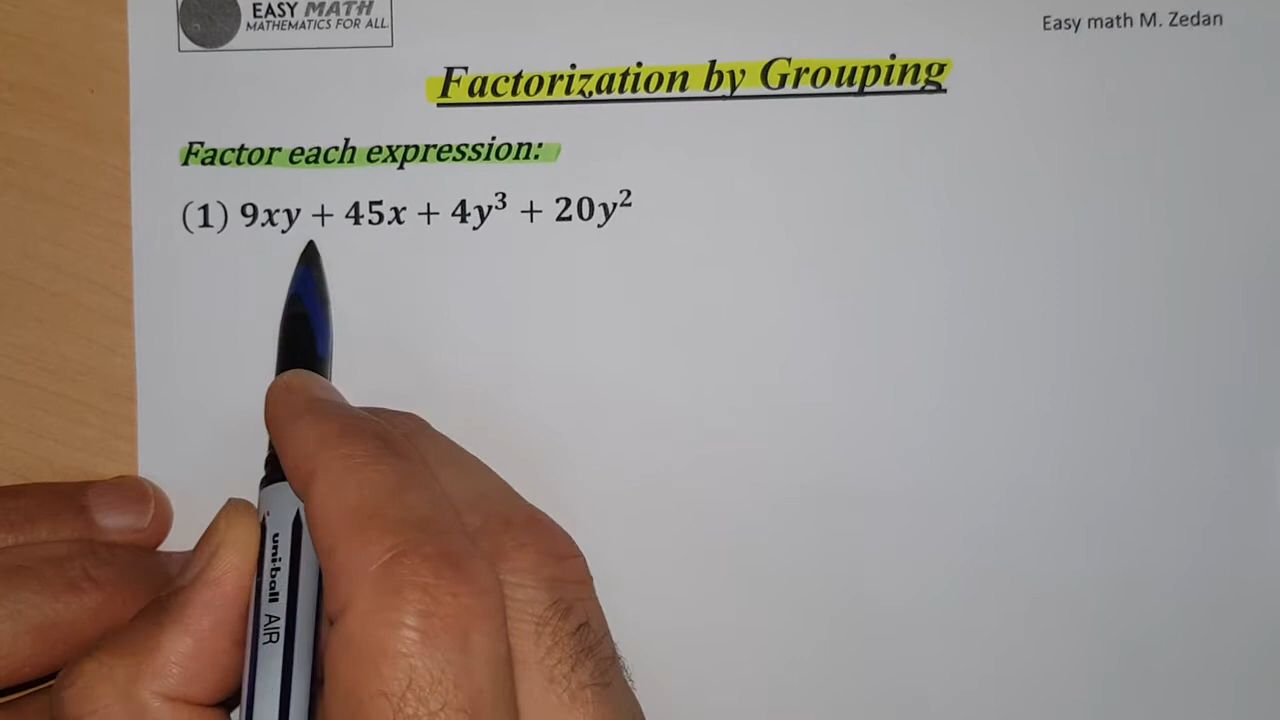 EASY MATH
MATHEMATICS FOR ALL
Easy math M. Zedan
Factorization by Grouping
Factor each expression:
(1) 9xy + 45x + 4y³ + 20y²
uni-ball AIR